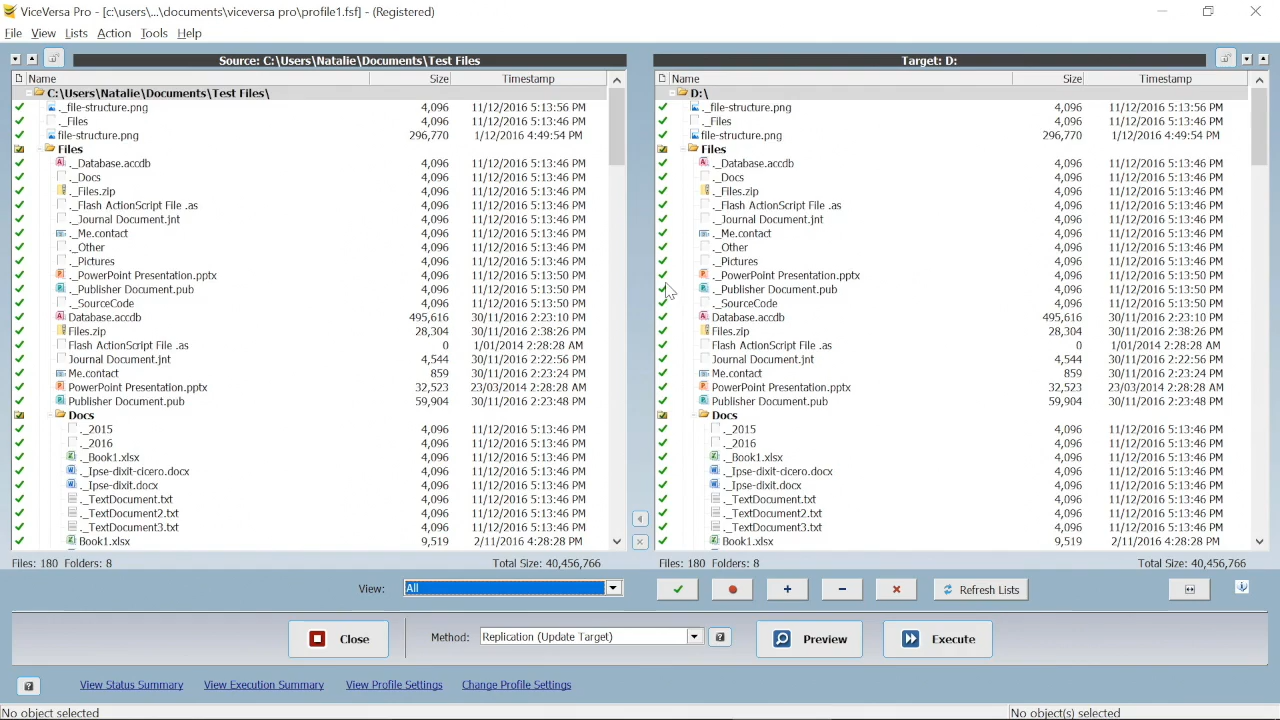 ViceVersa Pro - [c:\users\...\documents\viceversa pro\profile1.fsf] - (Registered)
File View Lists Action Tools Help
Source: C:\Users\Natalie\Documents\Test Files\ Target: D:
Name Size Timestamp Name Size Timestamp
C:\Users\Natalie\Documents\Test Files\ D:\
._file-structure.png 4,096 11/12/2016 5:13:56 PM ._file-structure.png 4,096 11/12/2016 5:13:56 PM
._Files 4,096 11/12/2016 5:13:46 PM ._Files 4,096 11/12/2016 5:13:46 PM
file-structure.png 296,770 1/12/2016 4:49:54 PM file-structure.png 296,770 1/12/2016 4:49:54 PM
Files Files
._Database.accdb 4,096 11/12/2016 5:13:46 PM ._Database.accdb 4,096 11/12/2016 5:13:46 PM
._Docs 4,096 11/12/2016 5:13:46 PM ._Docs 4,096 11/12/2016 5:13:46 PM
._Files.zip 4,096 11/12/2016 5:13:46 PM ._Files.zip 4,096 11/12/2016 5:13:46 PM
._Flash ActionScript File .as 4,096 11/12/2016 5:13:46 PM ._Flash ActionScript File .as 4,096 11/12/2016 5:13:46 PM
._Journal Document.jnt 4,096 11/12/2016 5:13:46 PM ._Journal Document.jnt 4,096 11/12/2016 5:13:46 PM
._Me.contact 4,096 11/12/2016 5:13:46 PM ._Me.contact 4,096 11/12/2016 5:13:46 PM
._Other 4,096 11/12/2016 5:13:46 PM ._Other 4,096 11/12/2016 5:13:46 PM
._Pictures 4,096 11/12/2016 5:13:46 PM ._Pictures 4,096 11/12/2016 5:13:46 PM
._PowerPoint Presentation.pptx 4,096 11/12/2016 5:13:50 PM ._PowerPoint Presentation.pptx 4,096 11/12/2016 5:13:50 PM
._Publisher Document.pub 4,096 11/12/2016 5:13:50 PM ._Publisher Document.pub 4,096 11/12/2016 5:13:50 PM
._SourceCode 4,096 11/12/2016 5:13:50 PM ._SourceCode 4,096 11/12/2016 5:13:50 PM
Database.accdb 495,616 30/11/2016 2:23:10 PM Database.accdb 495,616 30/11/2016 2:23:10 PM
Files.zip 28,304 30/11/2016 2:38:26 PM Files.zip 28,304 30/11/2016 2:38:26 PM
Flash ActionScript File .as 0 1/01/2014 2:28:28 AM Flash ActionScript File .as 0 1/01/2014 2:28:28 AM
Journal Document.jnt 4,544 30/11/2016 2:22:56 PM Journal Document.jnt 4,544 30/11/2016 2:22:56 PM
Me.contact 859 30/11/2016 2:23:24 PM Me.contact 859 30/11/2016 2:23:24 PM
PowerPoint Presentation.pptx 32,523 23/03/2014 2:28:28 AM PowerPoint Presentation.pptx 32,523 23/03/2014 2:28:28 AM
Publisher Document.pub 59,904 30/11/2016 2:23:48 PM Publisher Document.pub 59,904 30/11/2016 2:23:48 PM
Docs Docs
._2015 4,096 11/12/2016 5:13:46 PM ._2015 4,096 11/12/2016 5:13:46 PM
._2016 4,096 11/12/2016 5:13:46 PM ._2016 4,096 11/12/2016 5:13:46 PM
._Book1.xlsx 4,096 11/12/2016 5:13:46 PM ._Book1.xlsx 4,096 11/12/2016 5:13:46 PM
._Ipse-dixit-cicero.docx 4,096 11/12/2016 5:13:46 PM ._Ipse-dixit-cicero.docx 4,096 11/12/2016 5:13:46 PM
._Ipse-dixit.docx 4,096 11/12/2016 5:13:46 PM ._Ipse-dixit.docx 4,096 11/12/2016 5:13:46 PM
._TextDocument.txt 4,096 11/12/2016 5:13:46 PM ._TextDocument.txt 4,096 11/12/2016 5:13:46 PM
._TextDocument2.txt 4,096 11/12/2016 5:13:46 PM ._TextDocument2.txt 4,096 11/12/2016 5:13:46 PM
._TextDocument3.txt 4,096 11/12/2016 5:13:46 PM ._TextDocument3.txt 4,096 11/12/2016 5:13:46 PM
Book1.xlsx 9,519 2/11/2016 4:28:28 PM Book1.xlsx 9,519 2/11/2016 4:28:28 PM
Files: 180 Folders: 8 Total Size: 40,456,766 Files: 180 Folders: 8 Total Size: 40,456,766
View: All Refresh Lists
Close Method: Replication (Update Target) Preview Execute
View Status Summary View Execution Summary View Profile Settings Change Profile Settings
No object selected No object(s) selected